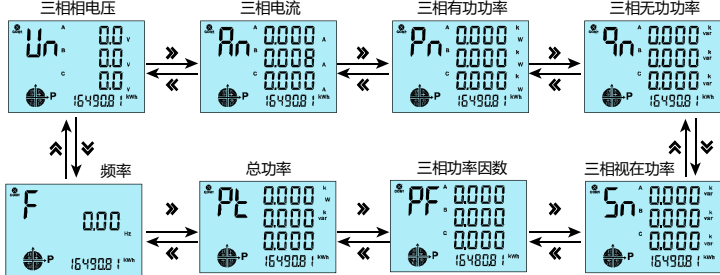 三相相电压 三相电流 三相有功功率 三相无功功率
Un A 0.0 V B 0.0 V C 0.0 V P 16490.81 kWh
An A 0.000 A B 0.008 A C 0.000 A P 16490.81 kWh
Pn A 0.000 k W B 0.000 W C 0.000 W P 16490.81 kWh
qn A 0.000 k var B 0.000 k var C 0.000 k var P 16490.81 kWh
频率 总功率 三相功率因数 三相视在功率
F 0.00 Hz P 16490.81 kWh
Pt 0.000 k W 0.000 k var 0.000 P 16490.81 kWh
PF A 0.000 B 0.000 C 0.000 P 16480.81 kWh
Sn A 0.000 k B 0.000 k C 0.000 k P 16490.81 kWh